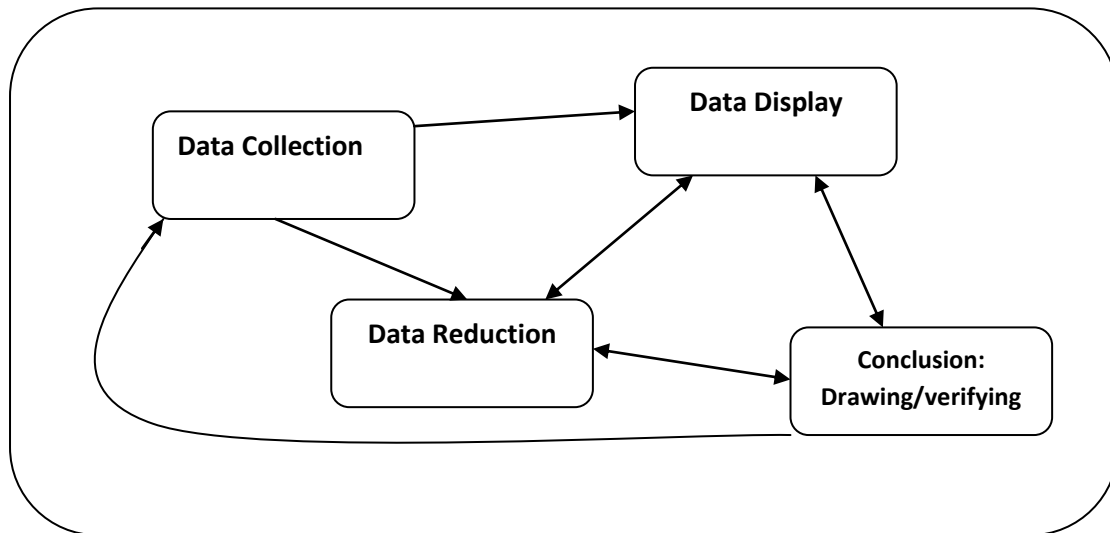 Data Collection
Data Display
Data Reduction
Conclusion:
Drawing/verifying